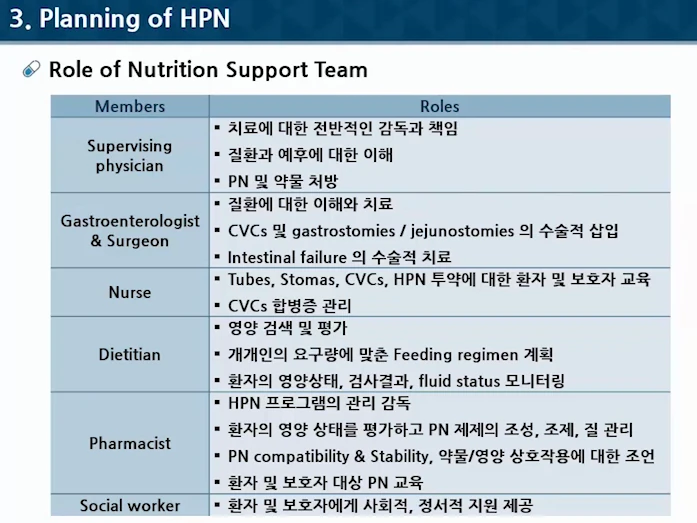 3. Planning of HPN
Role of Nutrition Support Team
Members Roles
Supervising
physician
▪ 치료에 대한 전반적인 감독과 책임
▪ 질환과 예후에 대한 이해
▪ PN 및 약물 처방
Gastroenterologist
& Surgeon
▪ 질환에 대한 이해와 치료
▪ CVCs 및 gastrostomies / jejunostomies 의 수술적 삽입
▪ Intestinal failure 의 수술적 치료
Nurse
▪ Tubes, Stomas, CVCs, HPN 투약에 대한 환자 및 보호자 교육
▪ CVCs 합병증 관리
Dietitian
▪ 영양 검색 및 평가
▪ 개개인의 요구량에 맞춘 Feeding regimen 계획
▪ 환자의 영양상태, 검사결과, fluid status 모니터링
Pharmacist
▪ HPN 프로그램의 관리 감독
▪ 환자의 영양 상태를 평가하고 PN 제제의 조성, 조제, 질 관리
▪ PN compatibility & Stability, 약물/영양 상호작용에 대한 조언
▪ 환자 및 보호자 대상 PN 교육
Social worker
▪ 환자 및 보호자에게 사회적, 정서적 지원 제공